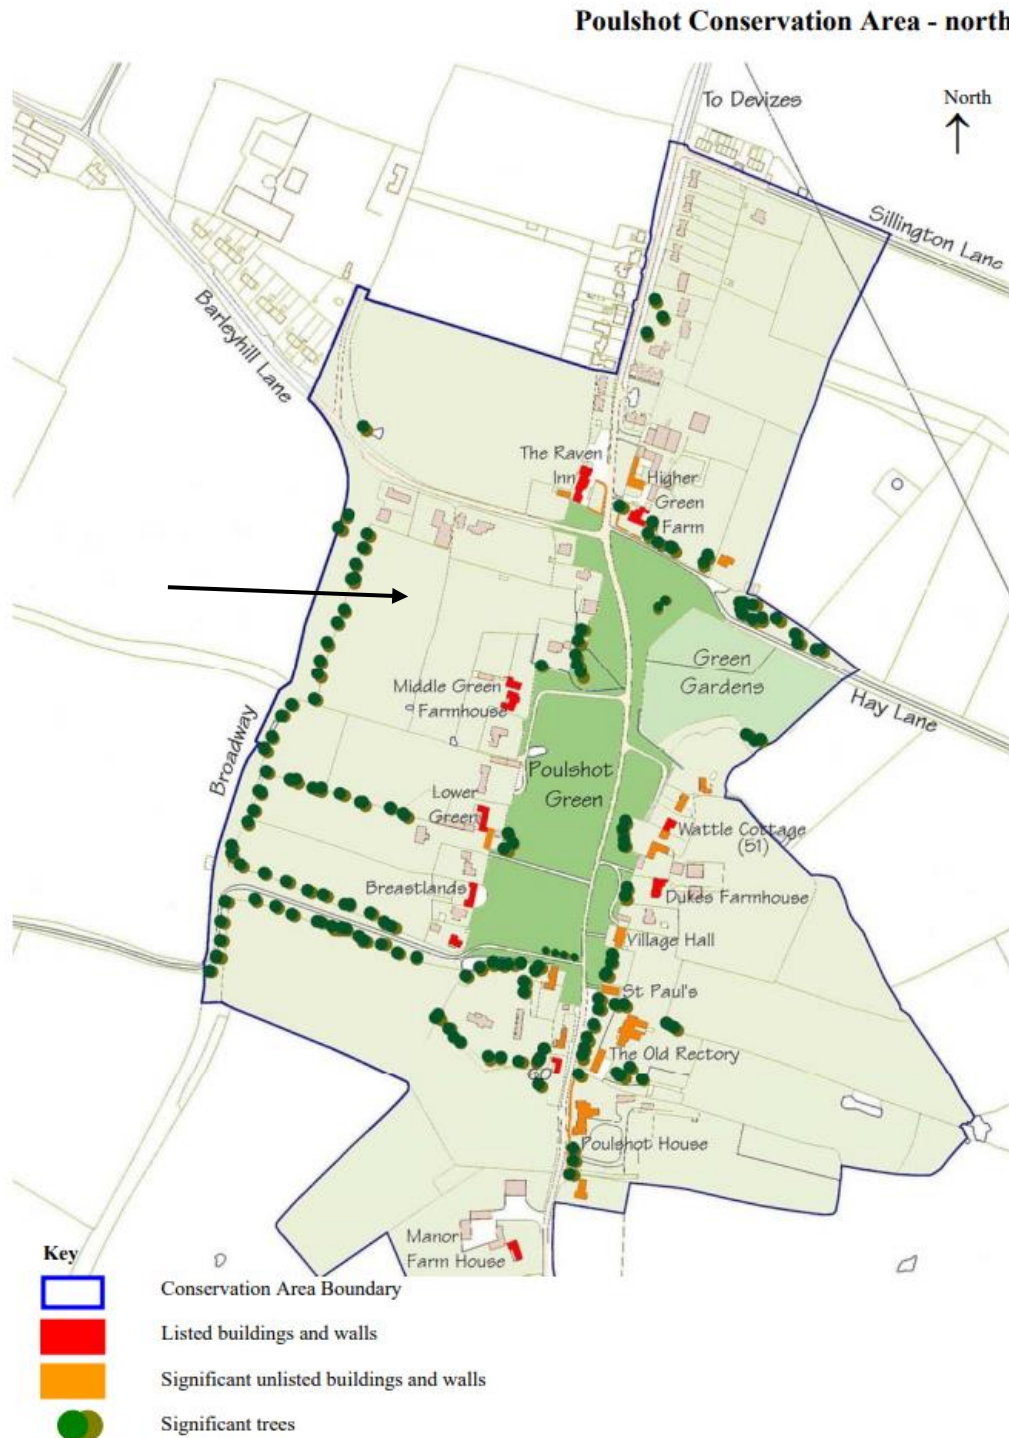 Poulshot Conservation Area - north
To Devizes
North
Sillington Lane
Barleyhill Lane
The Raven
Inn
Higher
Green
Farm
Green
Gardens
Middle Green
Farmhouse
Hay Lane
Broadway
Poulshot
Green
Lower
Green
Wattle Cottage
(51)
Breastlands
Dukes Farmhouse
Village Hall
St Paul's
The Old Rectory
Poulshot House
Manor
Farm House
Key
Conservation Area Boundary
Listed buildings and walls
Significant unlisted buildings and walls
Significant trees